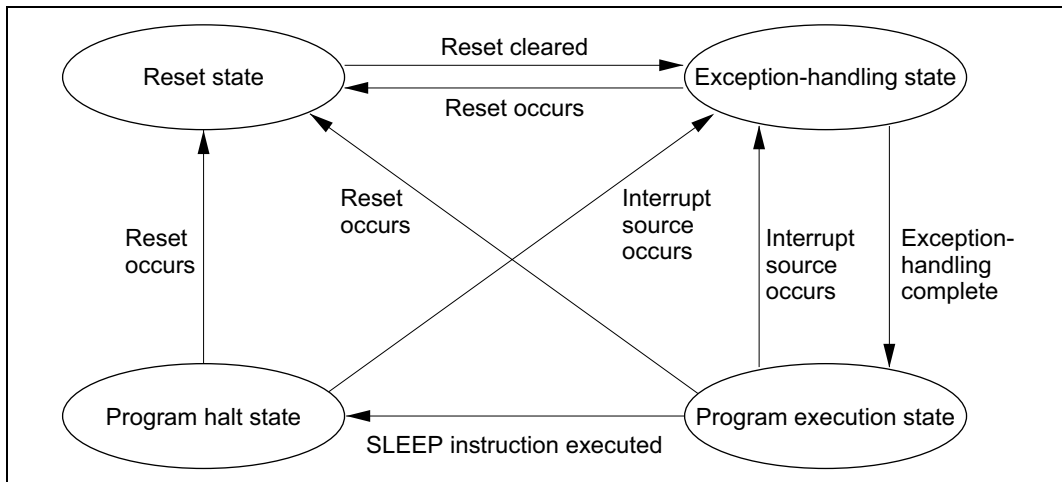 Reset cleared
Reset state
Exception-handling state
Reset occurs
Reset
occurs
Reset
occurs
Interrupt
source
occurs
Interrupt
source
occurs
Exception-
handling
complete
Program halt state
Program execution state
SLEEP instruction executed